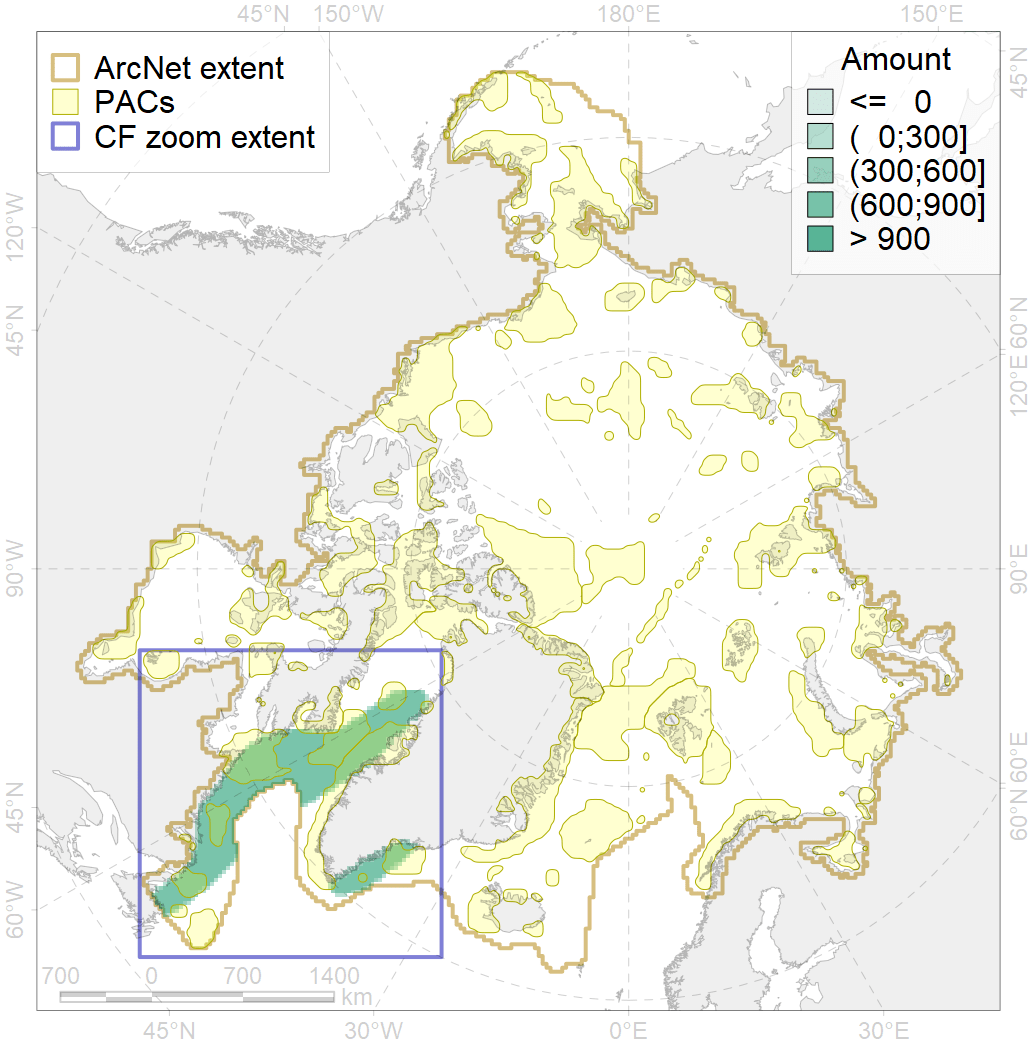 45°N 150°W 180°E 150°E
ArcNet extent
PACs
CF zoom extent
Amount
<= 0
( 0;300]
(300;600]
(600;900]
> 900
45°N
120°W
45°N
60°N
120°E
90°W
90°E
45°N
60°E
60°N
60°W
700 0 700 1400
km
45°N 30°W 0°E 30°E